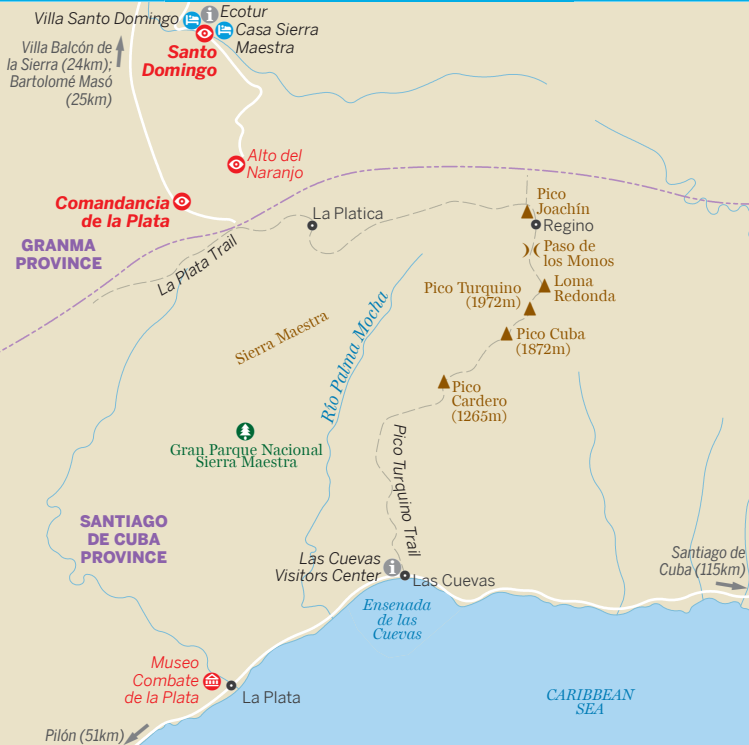 Villa Santo Domingo
Ecotur
Casa Sierra
Maestra
Villa Balcón de
la Sierra (24km);
Bartolomé Masó
(25km)
Santo
Domingo
Alto del
Naranjo
Comandancia
de la Plata
La Platica
Pico
Joachín
Regino
GRANMA
PROVINCE
La Plata Trail
Paso de
los Monos
Loma
Redonda
Pico Turquino
(1972m)
Pico Cuba
(1872m)
Sierra Maestra
Río Palma Mocha
Pico
Cardero
(1265m)
Gran Parque Nacional
Sierra Maestra
Pico Turquino Trail
SANTIAGO
DE CUBA
PROVINCE
Las Cuevas
Visitors Center
Las Cuevas
Santiago de
Cuba (115km)
Ensenada
de las
Cuevas
Museo
Combate
de la Plata
La Plata
CARIBBEAN
SEA
Pilón (51km)